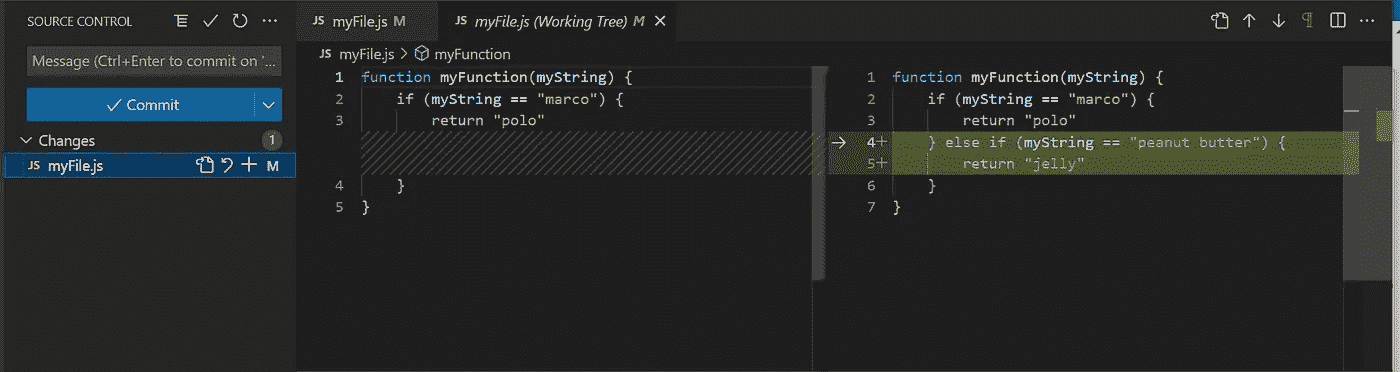 SOURCE CONTROL
Message (Ctrl+Enter to commit on '...
Commit
Changes 1
JS myFile.js M
JS myFile.js M
JS myFile.js (Working Tree) M
JS myFile.js > myFunction
1 function myFunction(myString) {
2 if (myString == "marco") {
3 return "polo"
4 }
5 }
1 function myFunction(myString) {
2 if (myString == "marco") {
3 return "polo"
4+ } else if (myString == "peanut butter") {
5+ return "jelly"
6 }
7 }